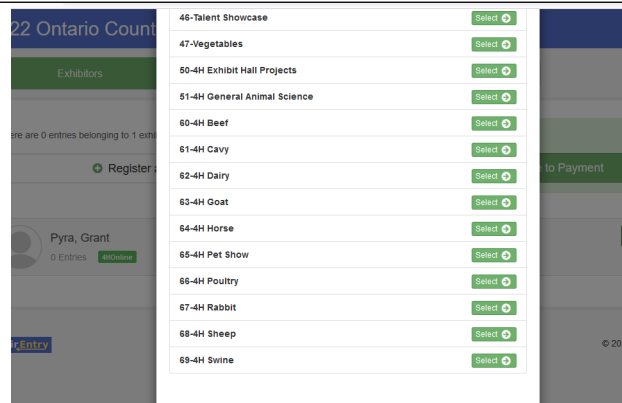 22 Ontario Count
Exhibitors
ere are 0 entries belonging to 1 exhi
Register a
e to Payment
Pyra, Grant
0 Entries 4HOnline
irEntry
© 20
46-Talent Showcase Select
47-Vegetables Select
50-4H Exhibit Hall Projects Select
51-4H General Animal Science Select
60-4H Beef Select
61-4H Cavy Select
62-4H Dairy Select
63-4H Goat Select
64-4H Horse Select
65-4H Pet Show Select
66-4H Poultry Select
67-4H Rabbit Select
68-4H Sheep Select
69-4H Swine Select